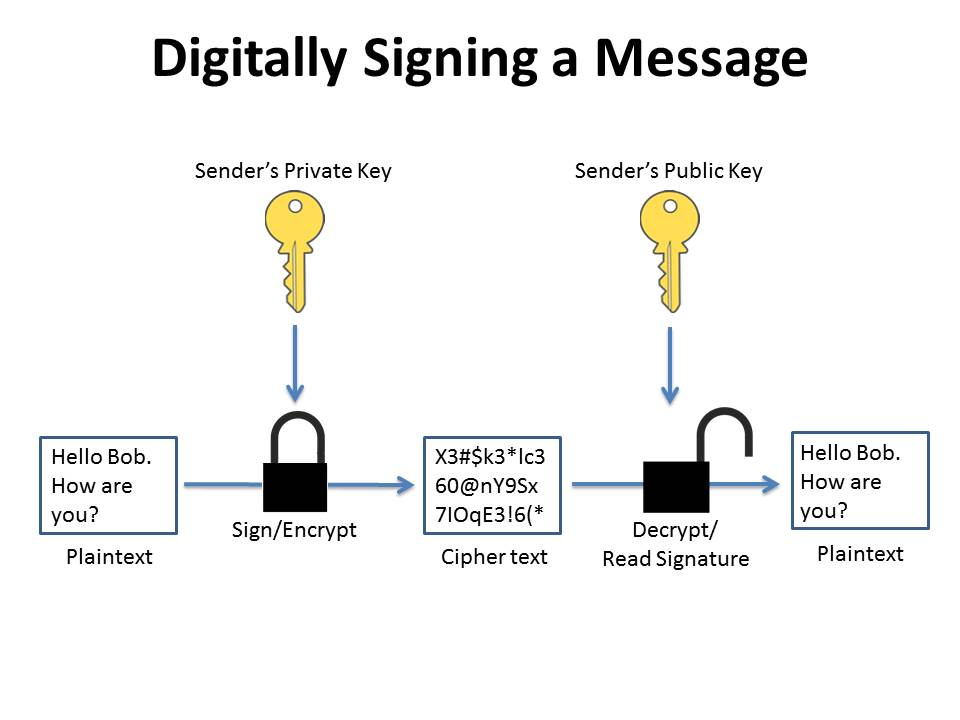 Digitally Signing a Message
Sender's Private Key
Sender's Public Key
Hello Bob.
How are
you?
Plaintext
Sign/Encrypt
X3#$k3*lc3
60@nY9Sx
7IOqE3!6(*
Cipher text
Decrypt/
Read Signature
Hello Bob.
How are
you?
Plaintext